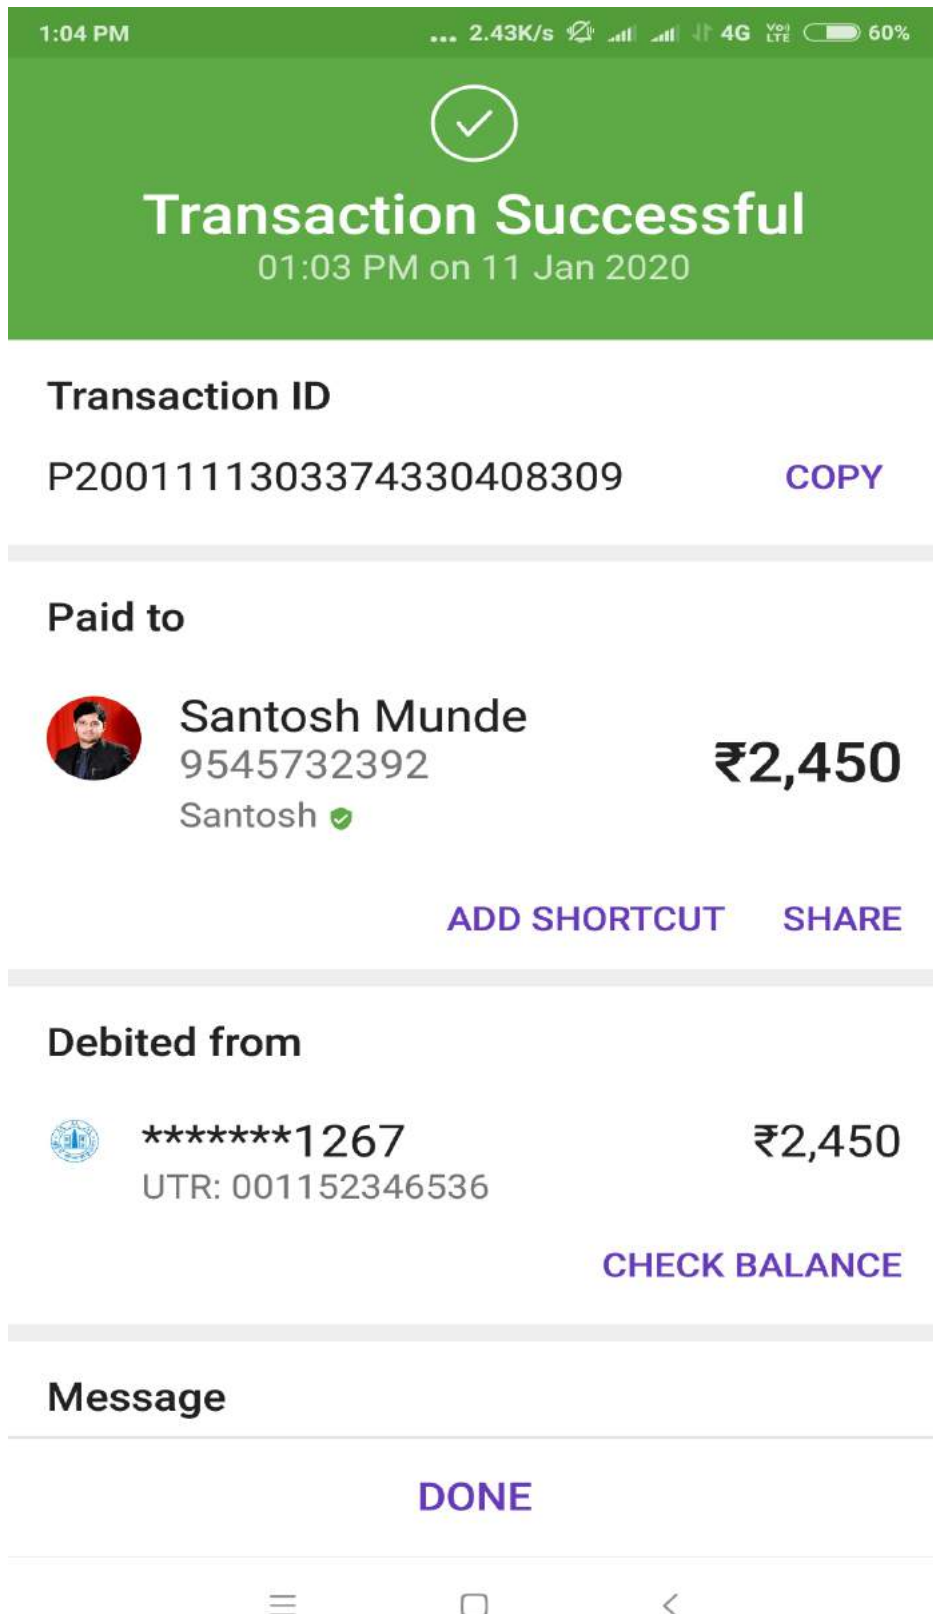 1:04 PM ... 2.43K/s 4G VoLTE 60%
Transaction Successful
01:03 PM on 11 Jan 2020
Transaction ID
P2001111303374330408309 COPY
Paid to
Santosh Munde
9545732392 ₹2,450
Santosh
ADD SHORTCUT SHARE
Debited from
*******1267 ₹2,450
UTR: 001152346536
CHECK BALANCE
Message
DONE